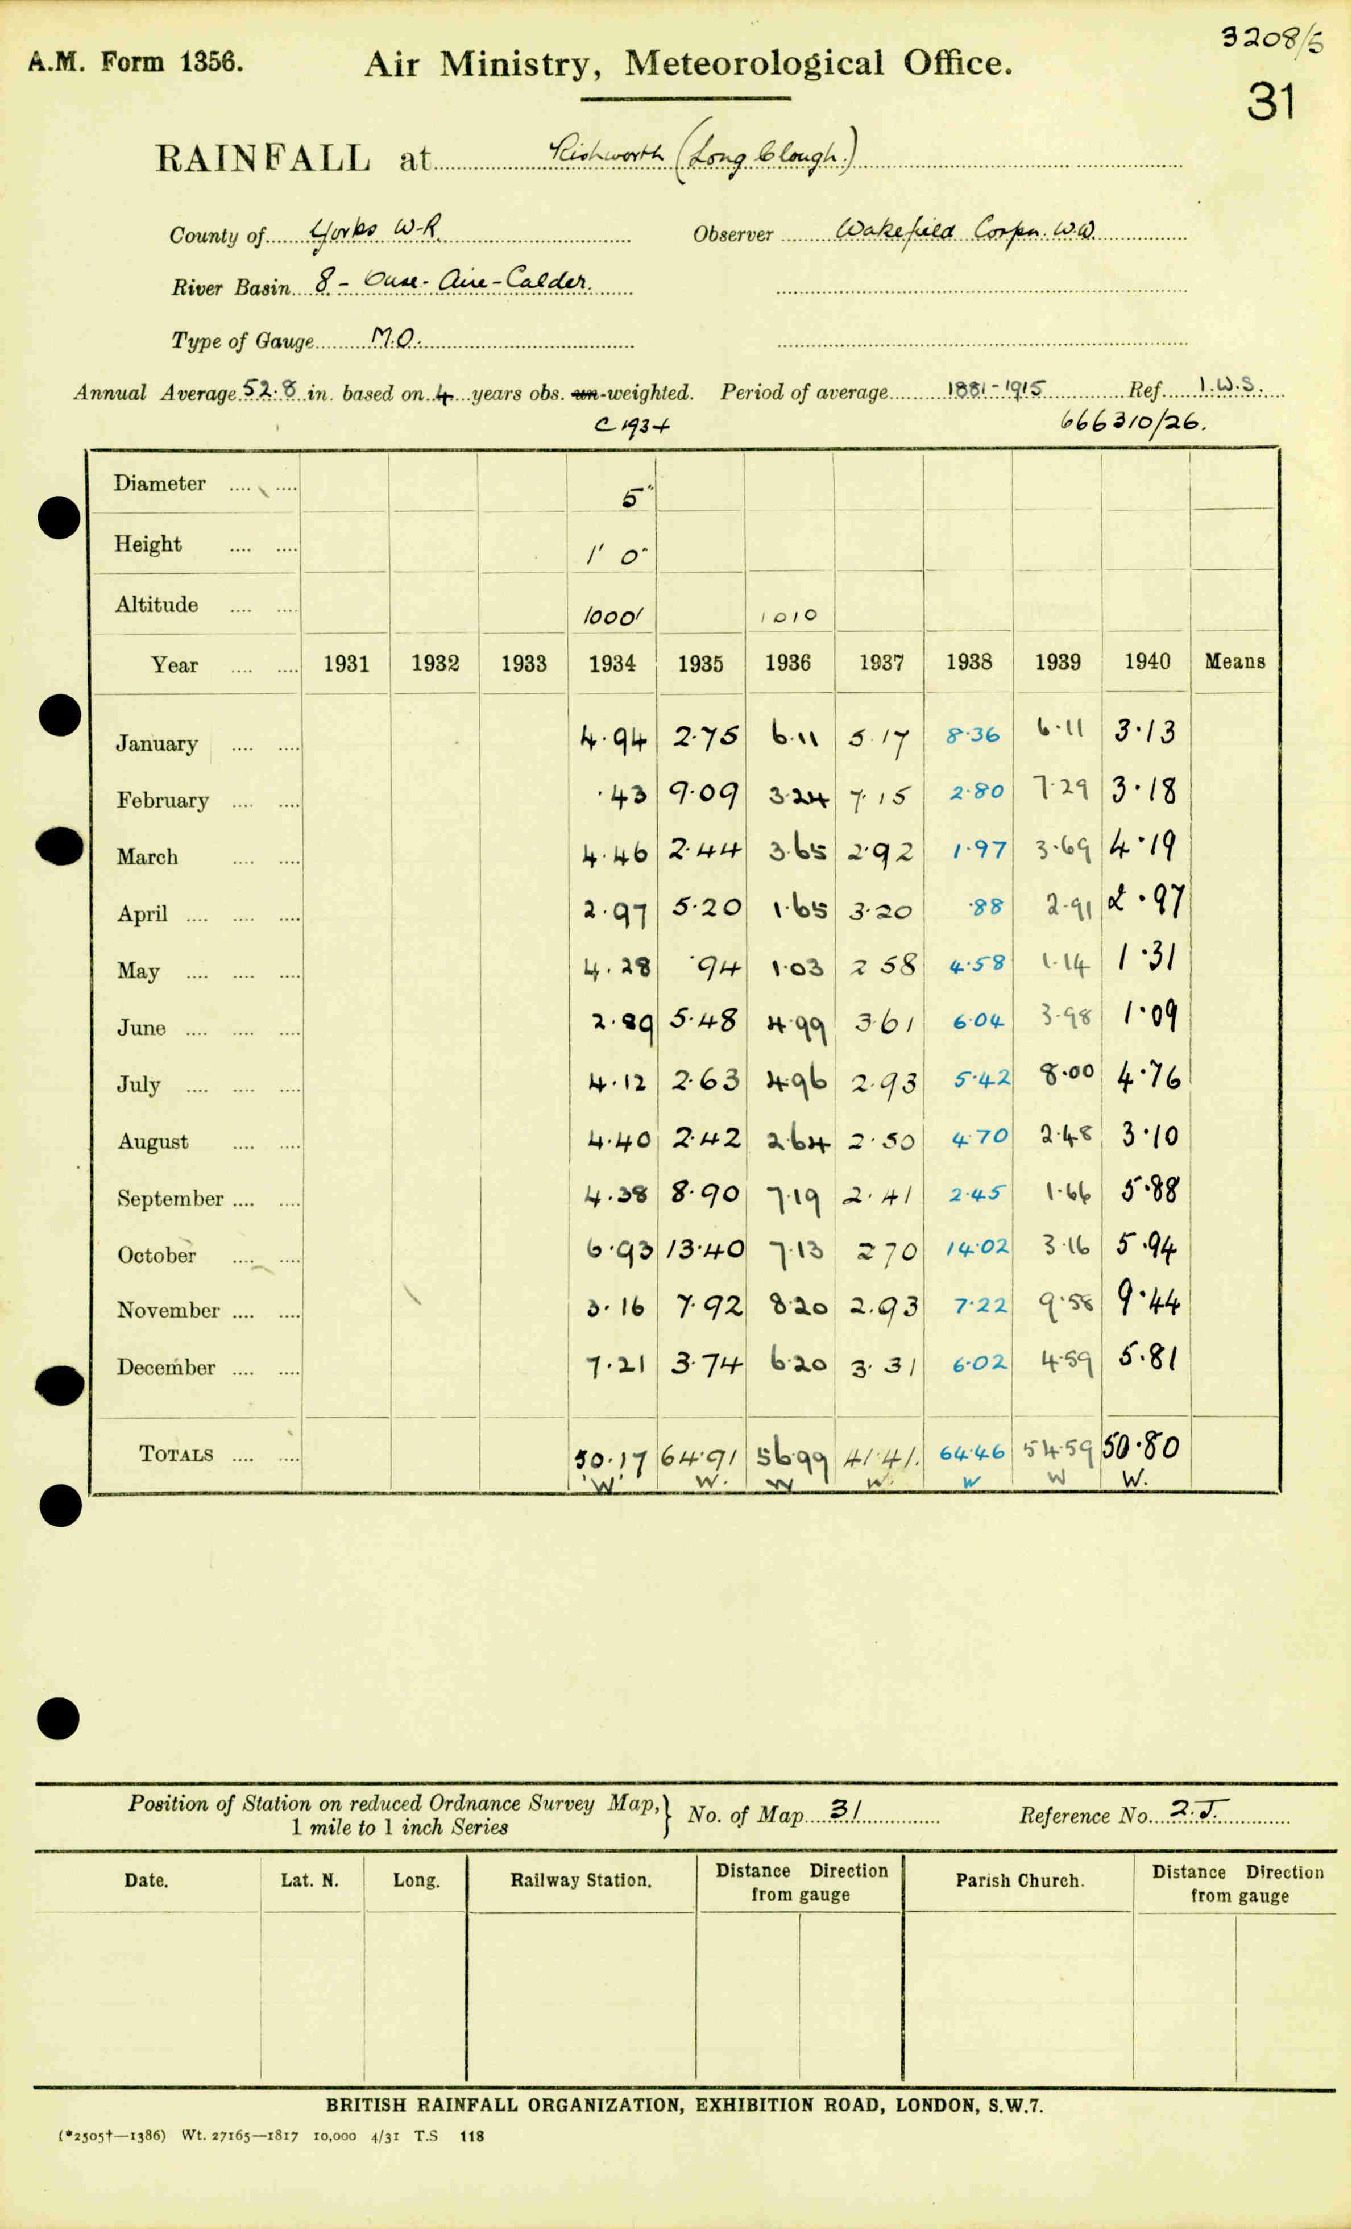 3208/5
A.M. Form 1356. Air Ministry, Meteorological Office.
31
RAINFALL at Rishworth (Long Clough.)
County of Yorks W.R. Observer Wakefield Corpn. W.W.
River Basin 8 - Ouse - Aire - Calder.
Type of Gauge M.O.
Annual Average 52.8 in. based on 4 years obs. un-weighted. Period of average 1881-1915 Ref. I.W.S.
C 1934 666310/26.
Diameter .... .... 5"
Height .... .... 1' 0"
Altitude .... .... 1000' 1010
Year .... .... 1931 1932 1933 1934 1935 1936 1937 1938 1939 1940 Means
January .... .... 4.94 2.75 6.11 5.17 8.36 6.11 3.13
February .... .... .43 9.09 3.24 7.15 2.80 7.29 3.18
March .... .... 4.46 2.44 3.65 2.92 1.97 3.69 4.19
April .... .... .... 2.97 5.20 1.65 3.20 .88 2.91 2.97
May .... .... .... 4.28 .94 1.03 2 58 4.58 1.14 1.31
June .... .... .... 2.89 5.48 4.99 3.61 6.04 3.98 1.09
July .... .... .... 4.12 2.63 4.96 2.93 5.42 8.00 4.76
August .... .... 4.40 2.42 2.64 2.50 4.70 2.48 3.10
September .... .... 4.38 8.90 7.19 2.41 2.45 1.66 5.88
October .... .... 6.93 13.40 7.13 2 70 14.02 3.16 5.94
November .... .... 3.16 7.92 8.20 2.93 7.22 9.58 9.44
December .... .... 7.21 3.74 6.20 3.31 6.02 4.59 5.81
TOTALS .... .... 50.17 64.91 56.99 41.41. 64.46 54.59 50.80
W W. W W. W W W.
Position of Station on reduced Ordnance Survey Map,} No. of Map 31 Reference No. 2.J.
1 mile to 1 inch Series
Date. Lat. N. Long. Railway Station. Distance Direction from gauge Parish Church. Distance Direction from gauge
BRITISH RAINFALL ORGANIZATION, EXHIBITION ROAD, LONDON, S.W.7.
(*2505†—1386) Wt. 27165—1817 10,000 4/31 T.S 118